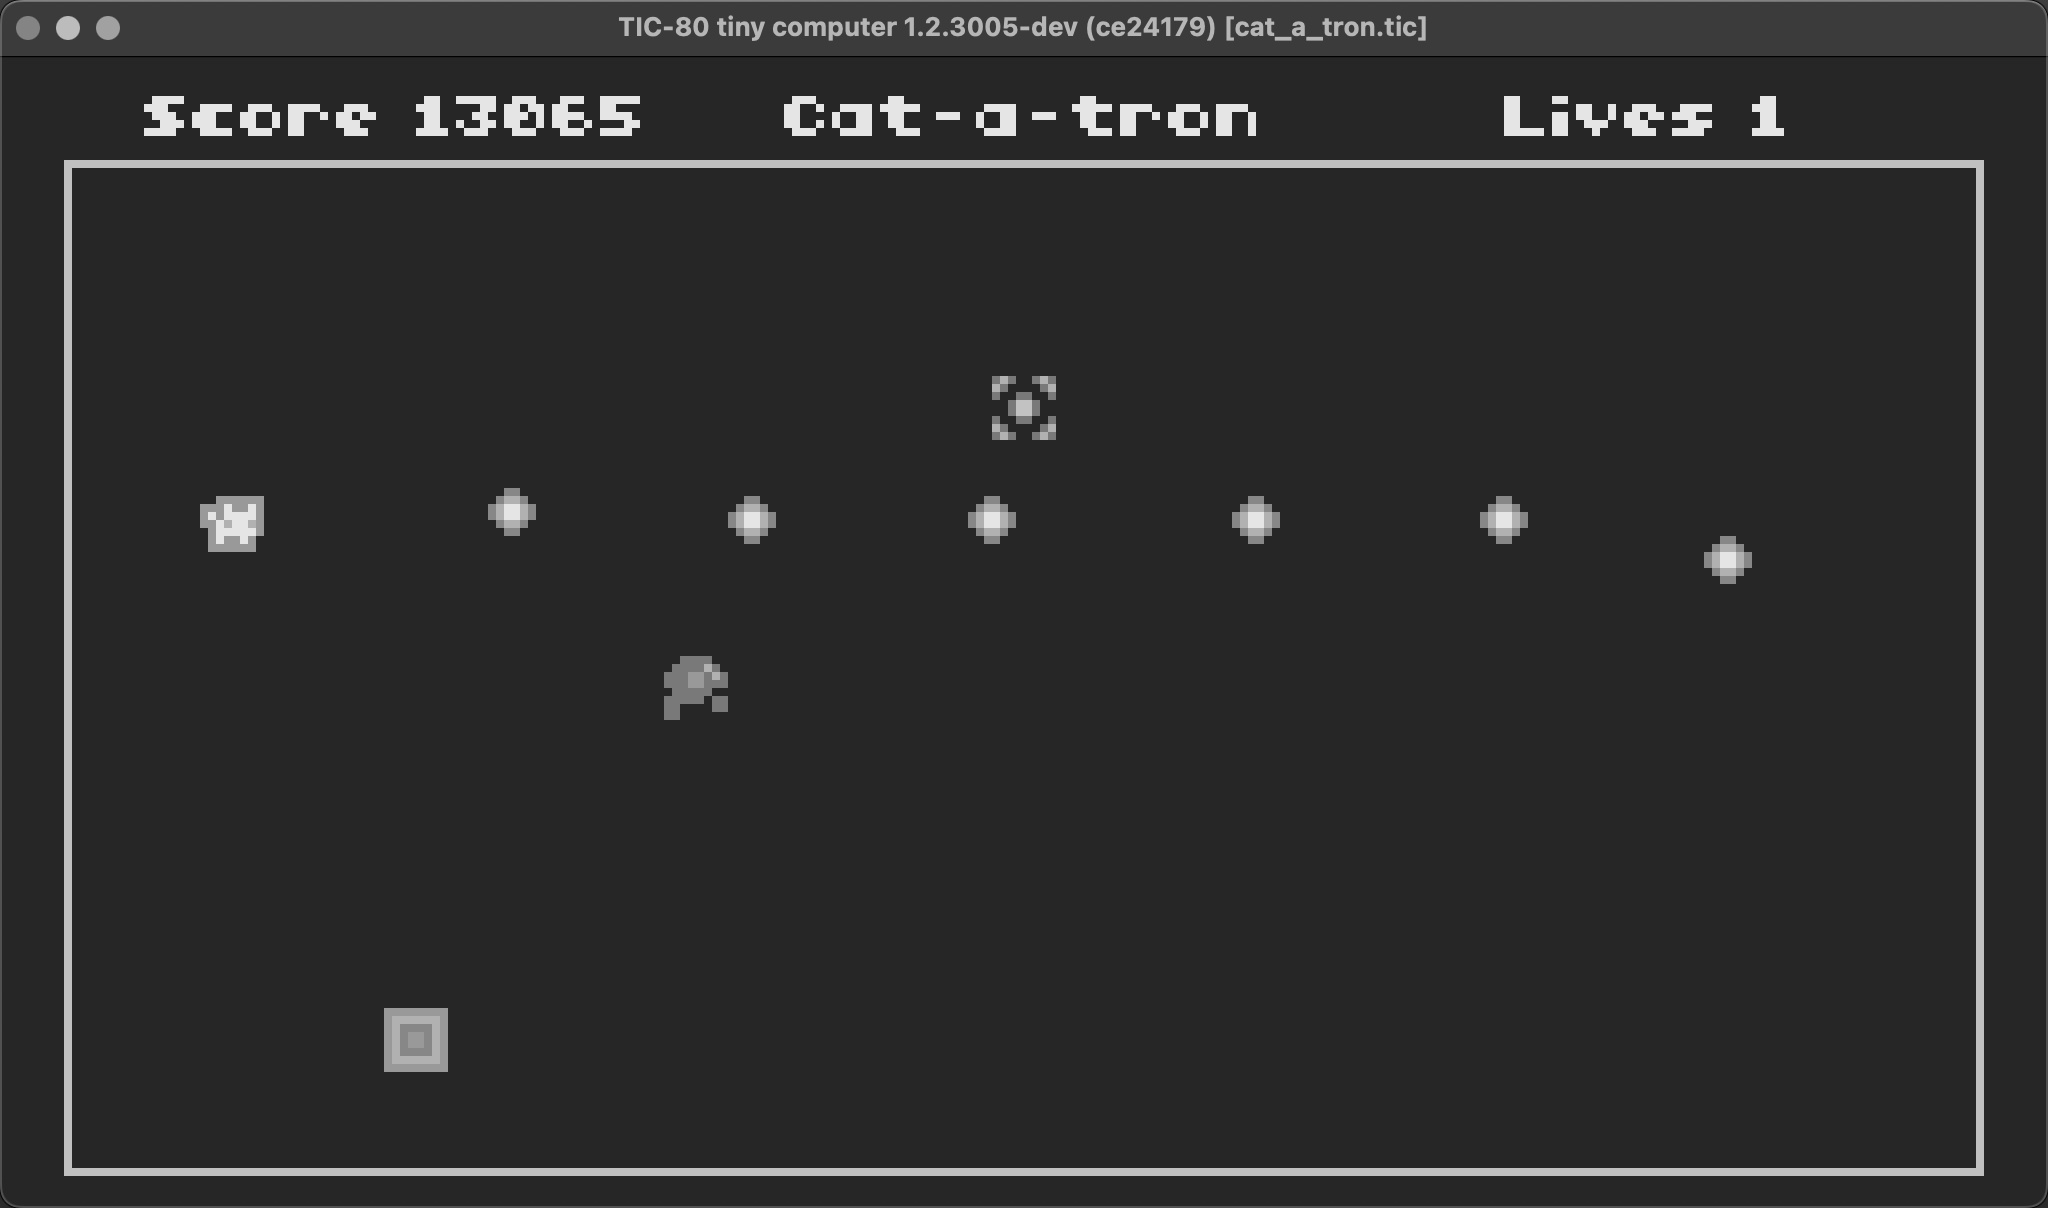 TIC-80 tiny computer 1.2.3005-dev (ce24179) [cat_a_tron.tic]
Score 13065 Cat-a-tron Lives 1